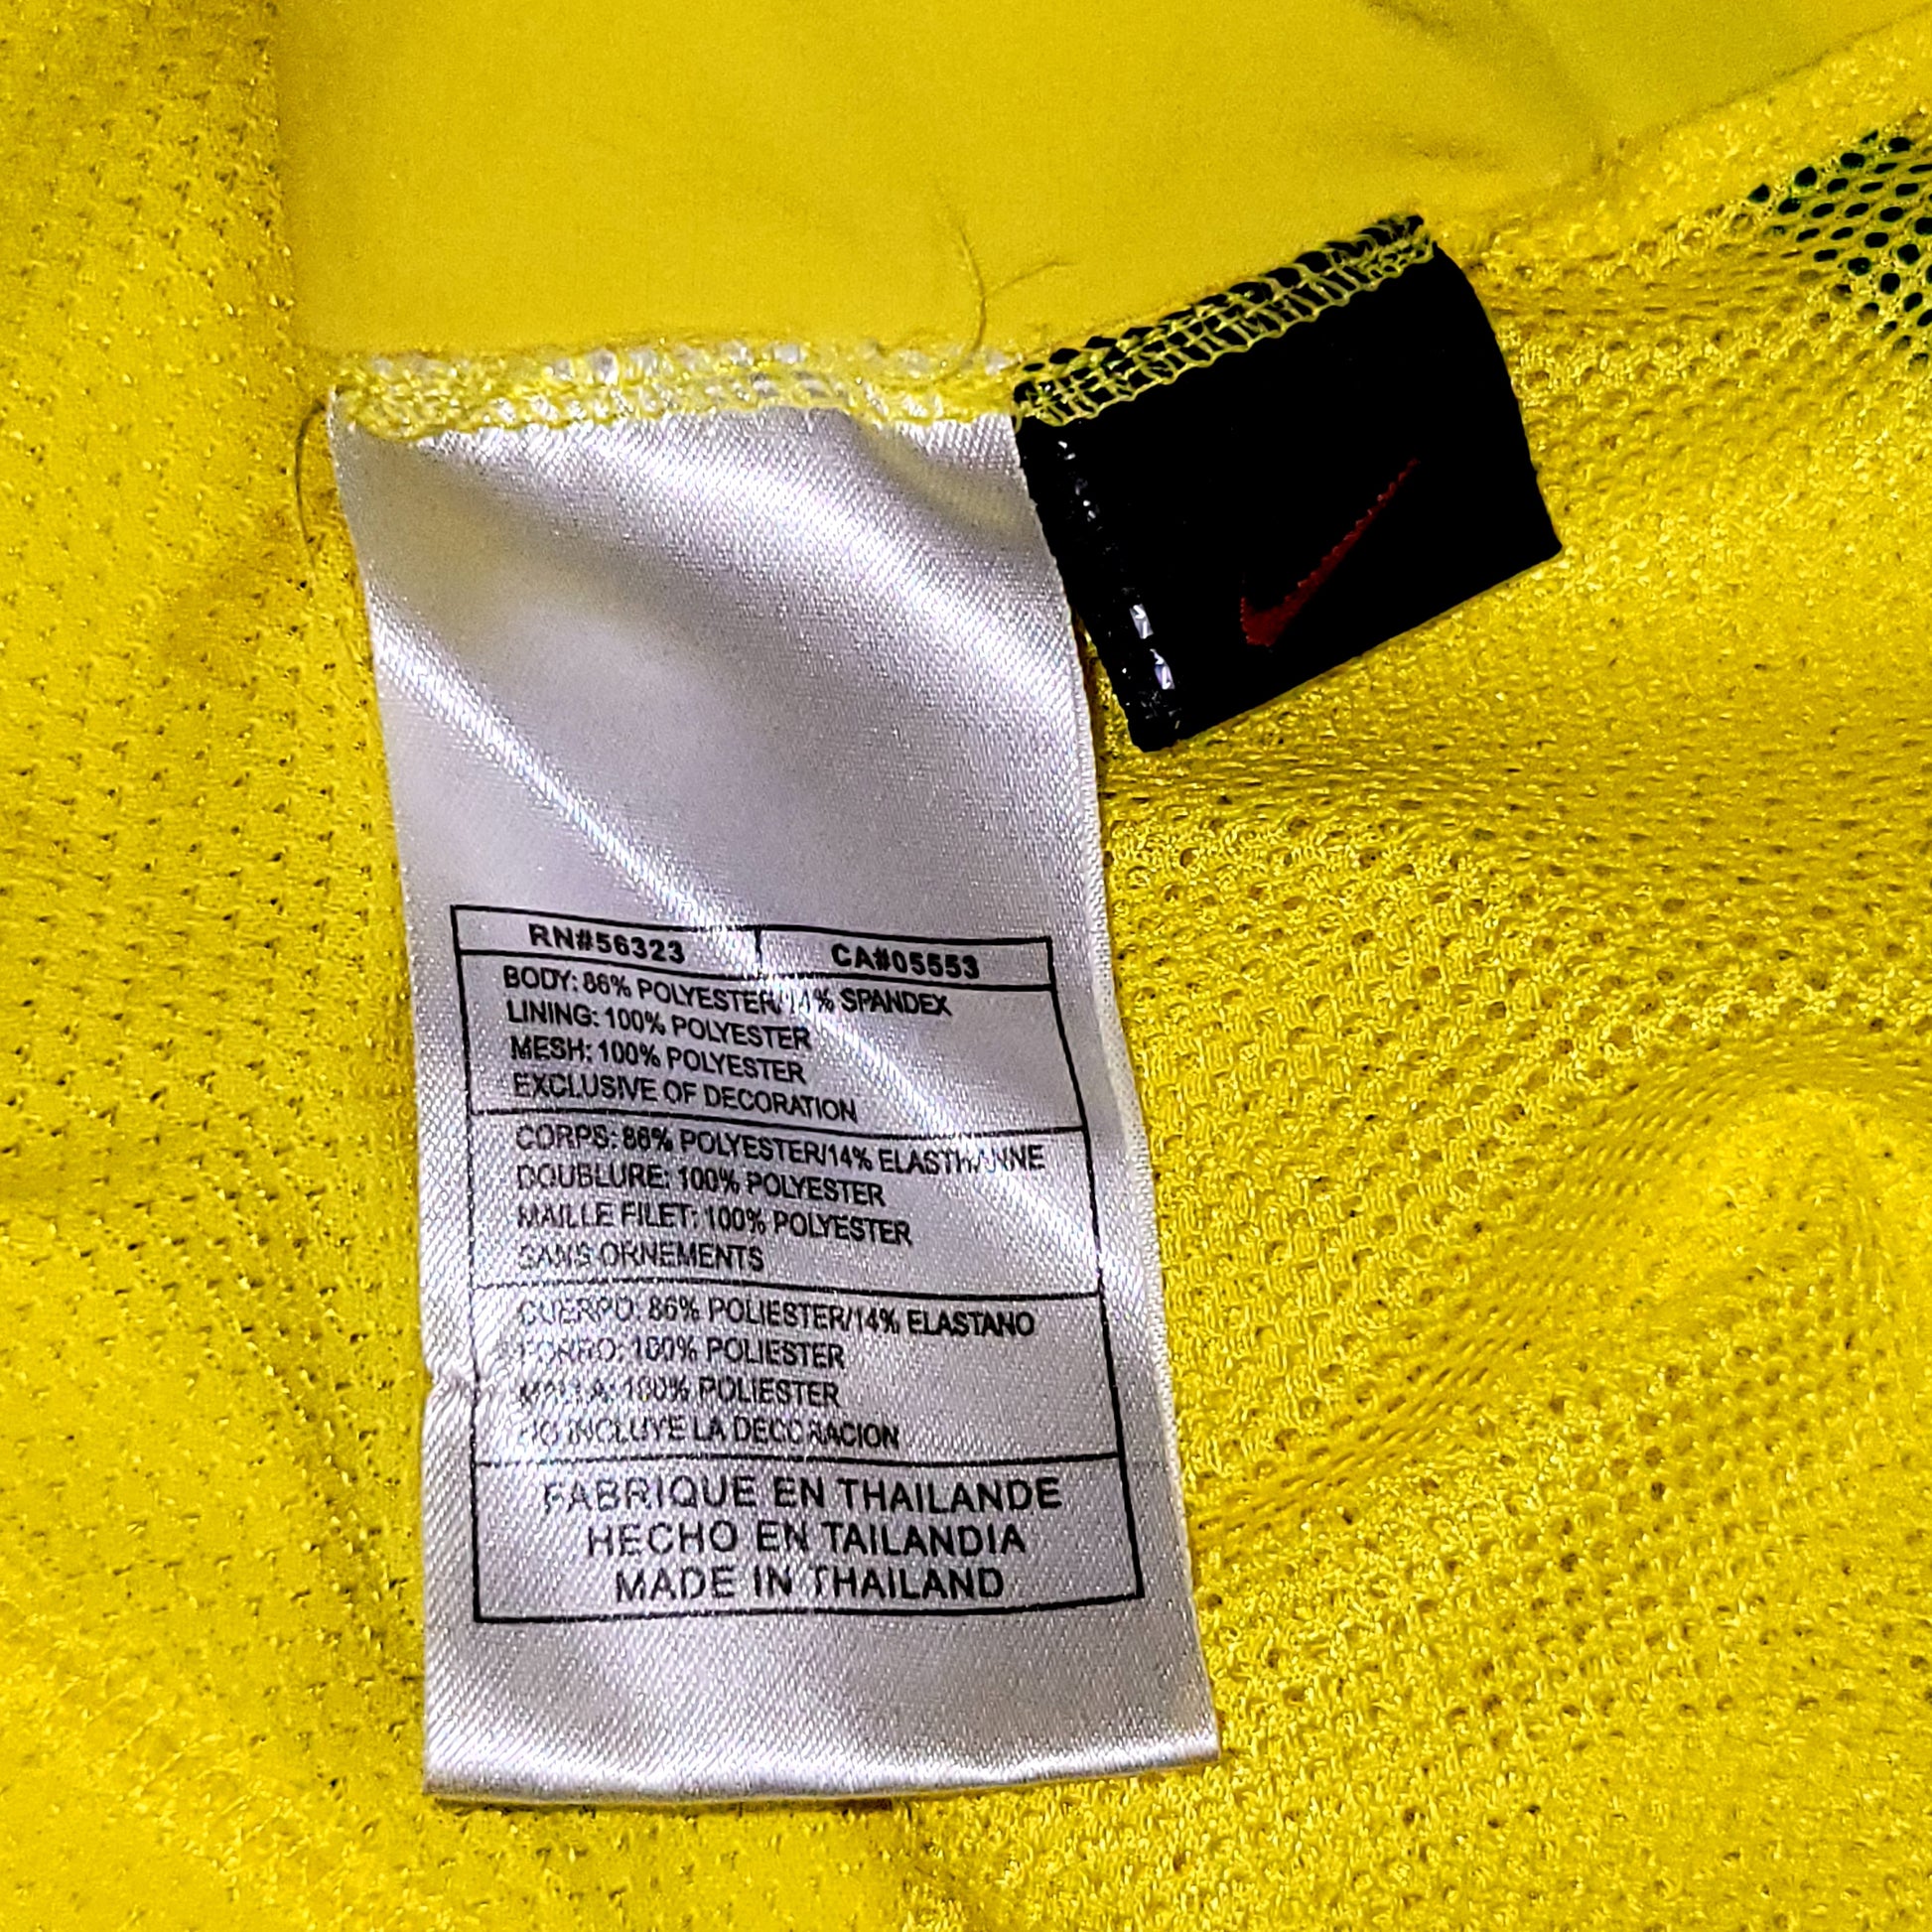 RN#56323 CA#05553
BODY: 86% POLYESTER/14% SPANDEX
LINING: 100% POLYESTER
MESH: 100% POLYESTER
EXCLUSIVE OF DECORATION
CORPS: 86% POLYESTER/14% ELASTHANNE
DOUBLURE: 100% POLYESTER
MAILLE FILET: 100% POLYESTER
SANS ORNEMENTS
CUERPO: 86% POLIESTER/14% ELASTANO
FORRO: 100% POLIESTER
MALLA: 100% POLIESTER
NO INCLUYE LA DECORACION
FABRIQUE EN THAILANDE
HECHO EN TAILANDIA
MADE IN THAILAND